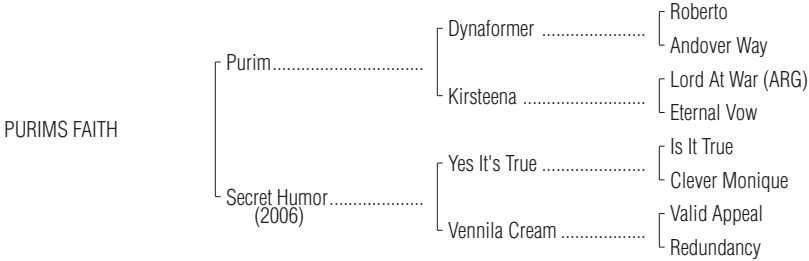 Roberto
Dynaformer ......................
Andover Way
Purim................................
Lord At War (ARG)
Kirsteena ..........................
Eternal Vow
PURIMS FAITH
Is It True
Yes It's True ......................
Clever Monique
Secret Humor....................
(2006)
Valid Appeal
Vennila Cream ..................
Redundancy